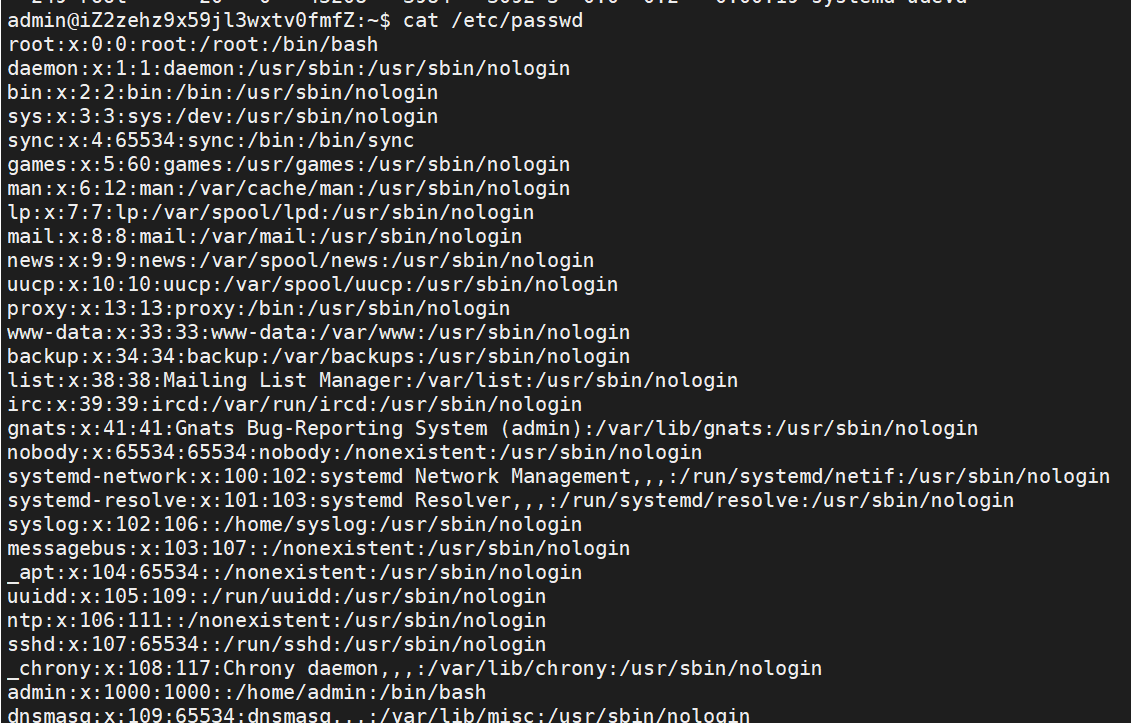 admin@iZ2zehz9x59jl3wxtv0fmfZ:~$ cat /etc/passwd
root:x:0:0:root:/root:/bin/bash
daemon:x:1:1:daemon:/usr/sbin:/usr/sbin/nologin
bin:x:2:2:bin:/bin:/usr/sbin/nologin
sys:x:3:3:sys:/dev:/usr/sbin/nologin
sync:x:4:65534:sync:/bin:/bin/sync
games:x:5:60:games:/usr/games:/usr/sbin/nologin
man:x:6:12:man:/var/cache/man:/usr/sbin/nologin
lp:x:7:7:lp:/var/spool/lpd:/usr/sbin/nologin
mail:x:8:8:mail:/var/mail:/usr/sbin/nologin
news:x:9:9:news:/var/spool/news:/usr/sbin/nologin
uucp:x:10:10:uucp:/var/spool/uucp:/usr/sbin/nologin
proxy:x:13:13:proxy:/bin:/usr/sbin/nologin
www-data:x:33:33:www-data:/var/www:/usr/sbin/nologin
backup:x:34:34:backup:/var/backups:/usr/sbin/nologin
list:x:38:38:Mailing List Manager:/var/list:/usr/sbin/nologin
irc:x:39:39:ircd:/var/run/ircd:/usr/sbin/nologin
gnats:x:41:41:Gnats Bug-Reporting System (admin):/var/lib/gnats:/usr/sbin/nologin
nobody:x:65534:65534:nobody:/nonexistent:/usr/sbin/nologin
systemd-network:x:100:102:systemd Network Management,,,:/run/systemd/netif:/usr/sbin/nologin
systemd-resolve:x:101:103:systemd Resolver,,,:/run/systemd/resolve:/usr/sbin/nologin
syslog:x:102:106::/home/syslog:/usr/sbin/nologin
messagebus:x:103:107::/nonexistent:/usr/sbin/nologin
_apt:x:104:65534::/nonexistent:/usr/sbin/nologin
uuidd:x:105:109::/run/uuidd:/usr/sbin/nologin
ntp:x:106:111::/nonexistent:/usr/sbin/nologin
sshd:x:107:65534::/run/sshd:/usr/sbin/nologin
_chrony:x:108:117:Chrony daemon,,,:/var/lib/chrony:/usr/sbin/nologin
admin:x:1000:1000::/home/admin:/bin/bash
dnsmasq:x:109:65534:dnsmasq,,,:/var/lib/misc:/usr/sbin/nologin